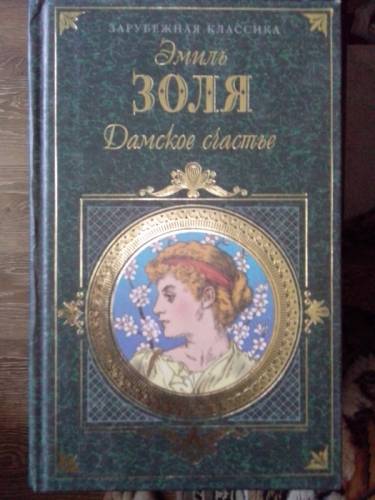 ЗАРУБЕЖНАЯ КЛАССИКА
Эмиль
ЗОЛЯ
Дамское счастье